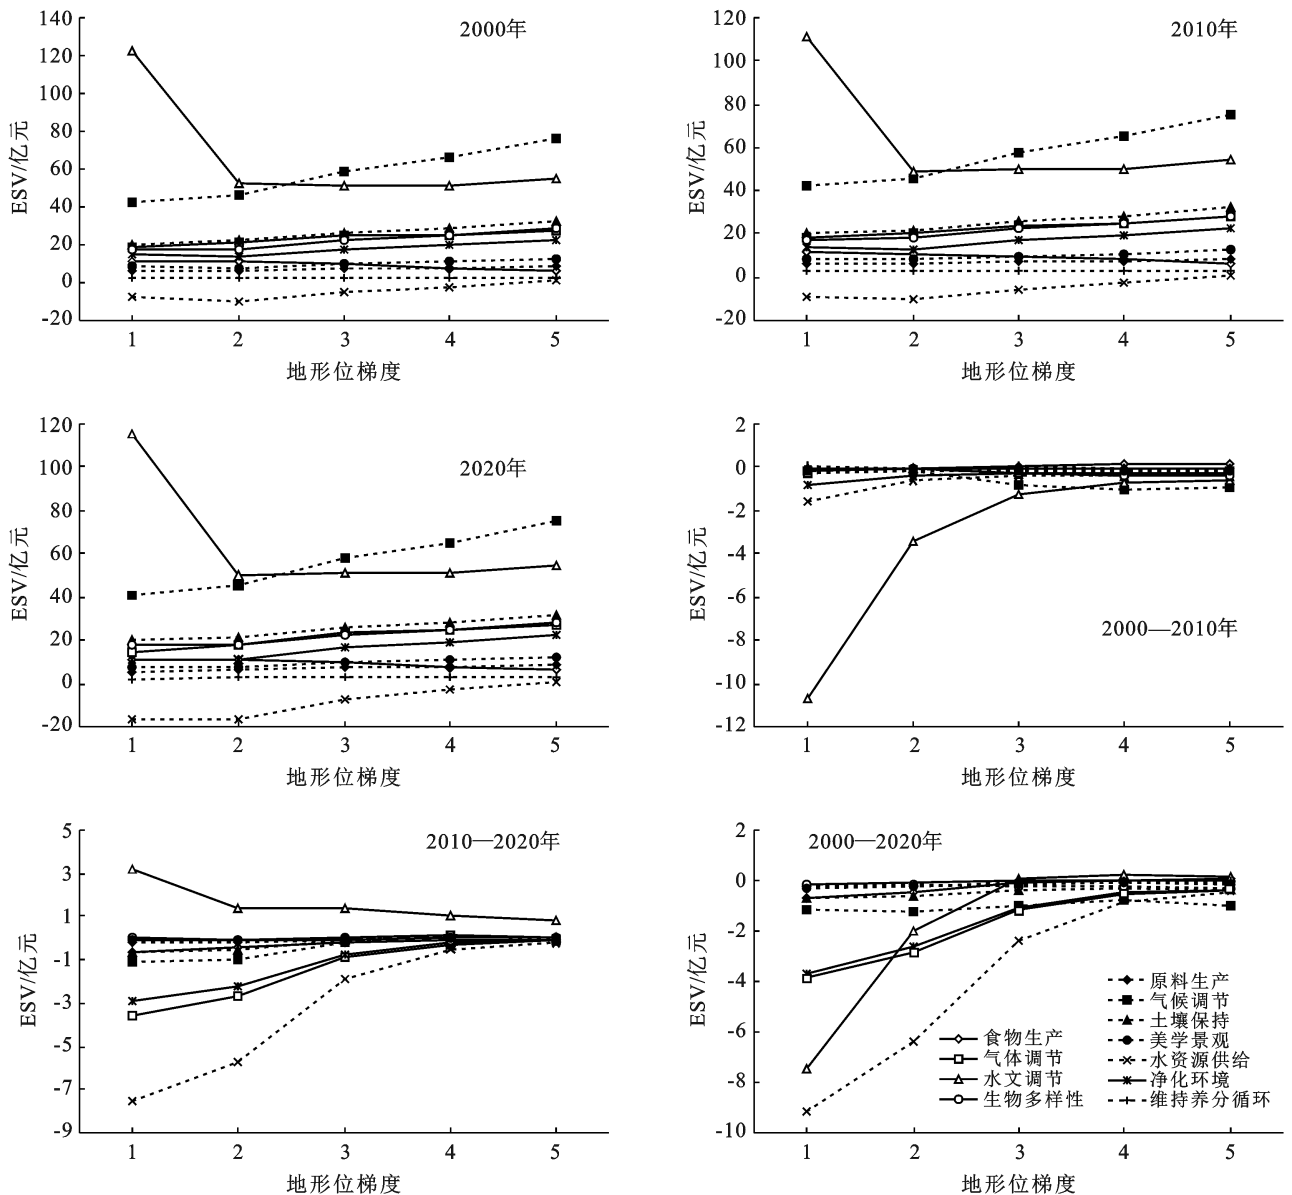 140
120
100
80
60
40
20
0
-20
ESV/亿元
2000年
1 2 3 4 5
地形位梯度
120
100
80
60
40
20
0
-20
ESV/亿元
2010年
1 2 3 4 5
地形位梯度
120
100
80
60
40
20
0
-20
ESV/亿元
2020年
1 2 3 4 5
地形位梯度
2
0
-2
-4
-6
-8
-10
-12
ESV/亿元
2000—2010年
1 2 3 4 5
地形位梯度
5
3
1
-1
-3
-5
-7
-9
ESV/亿元
2010—2020年
1 2 3 4 5
地形位梯度
2
0
-2
-4
-6
-8
-10
ESV/亿元
2000—2020年
食物生产
气体调节
水文调节
生物多样性
原料生产
气候调节
土壤保持
美学景观
水资源供给
净化环境
维持养分循环
1 2 3 4 5
地形位梯度